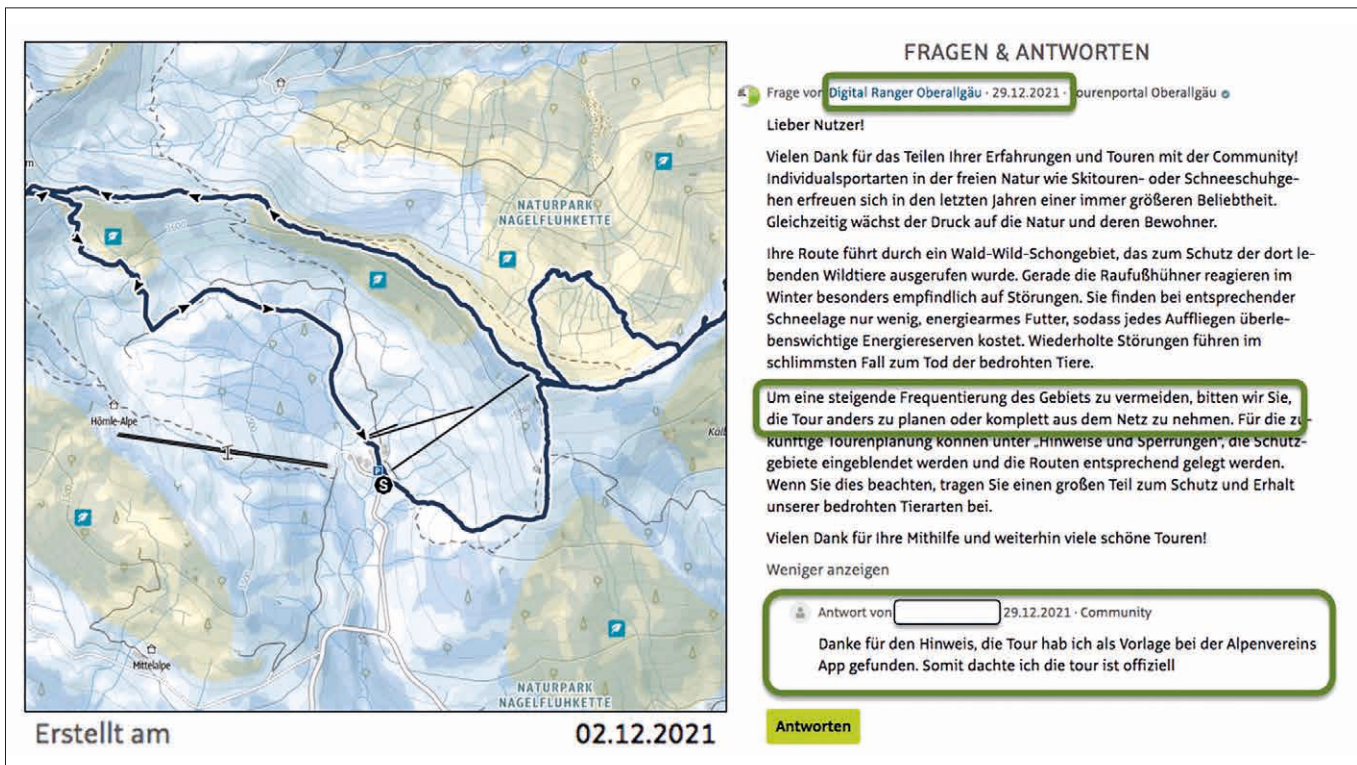 NATURPARK
NAGELFLUHKETTE
1600
Hörnle-Alpe
P
S
Mittelalpe
NATURPARK
NAGELFLUHKETTE
Erstellt am 02.12.2021
FRAGEN & ANTWORTEN
Frage von Digital Ranger Oberallgäu · 29.12.2021 · Tourenportal Oberallgäu
Lieber Nutzer!
Vielen Dank für das Teilen Ihrer Erfahrungen und Touren mit der Community!
Individualsportarten in der freien Natur wie Skitouren- oder Schneeschuhge-
hen erfreuen sich in den letzten Jahren einer immer größeren Beliebtheit.
Gleichzeitig wächst der Druck auf die Natur und deren Bewohner.
Ihre Route führt durch ein Wald-Wild-Schongebiet, das zum Schutz der dort le-
benden Wildtiere ausgerufen wurde. Gerade die Raufußhühner reagieren im
Winter besonders empfindlich auf Störungen. Sie finden bei entsprechender
Schneelage nur wenig, energiearmes Futter, sodass jedes Auffliegen überle-
benswichtige Energiereserven kostet. Wiederholte Störungen führen im
schlimmsten Fall zum Tod der bedrohten Tiere.
Um eine steigende Frequentierung des Gebiets zu vermeiden, bitten wir Sie,
die Tour anders zu planen oder komplett aus dem Netz zu nehmen. Für die zu-
künftige Tourenplanung können unter „Hinweise und Sperrungen“, die Schutz-
gebiete eingeblendet werden und die Routen entsprechend gelegt werden.
Wenn Sie dies beachten, tragen Sie einen großen Teil zum Schutz und Erhalt
unserer bedrohten Tierarten bei.
Vielen Dank für Ihre Mithilfe und weiterhin viele schöne Touren!
Weniger anzeigen
Antwort von 29.12.2021 · Community
Danke für den Hinweis, die Tour hab ich als Vorlage bei der Alpenvereins
App gefunden. Somit dachte ich die tour ist offiziell
Antworten